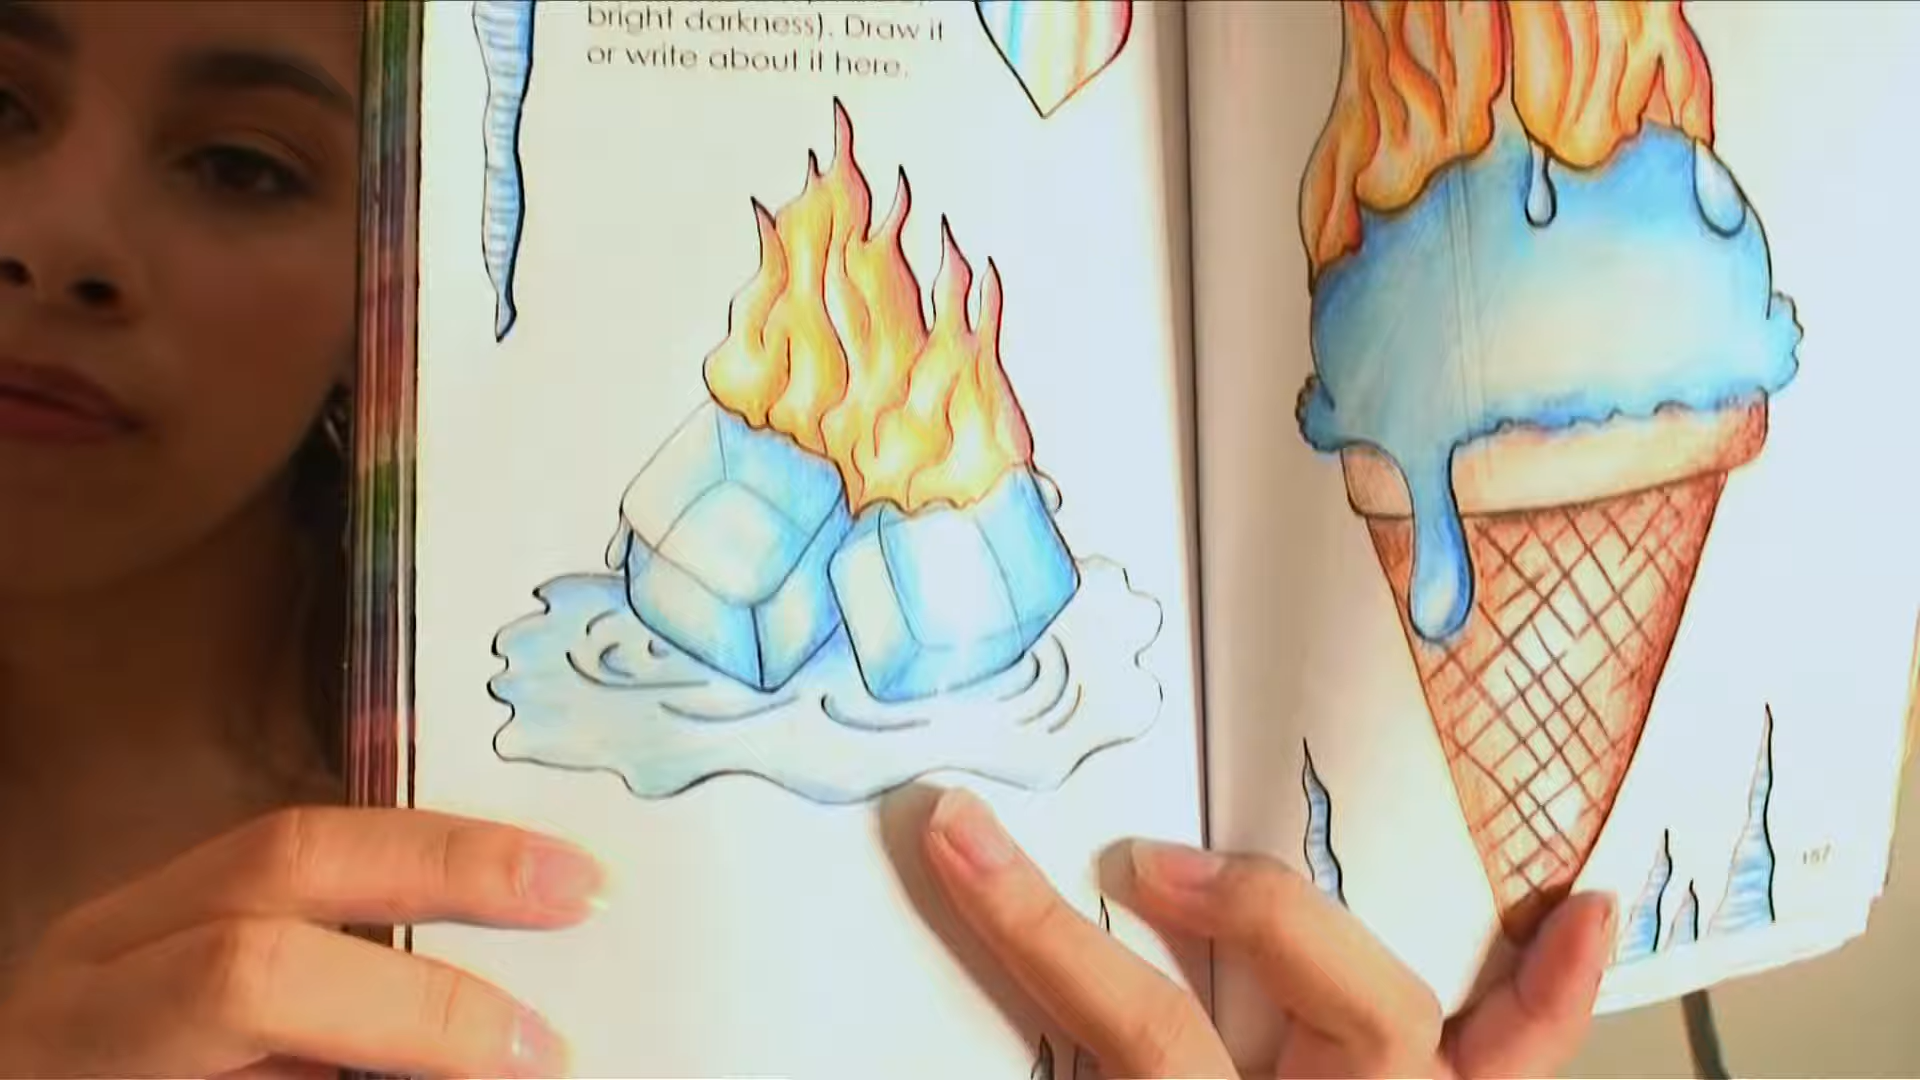 bright darkness). Draw it
or write about it here.
157